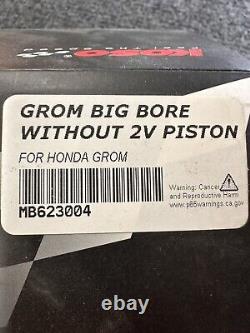 KOSO
GROM BIG BORE
WITHOUT 2V PISTON
FOR HONDA GROM
MB623004
Warning: Cancer
and Reproductive Harm
www.p65warnings.ca.gov